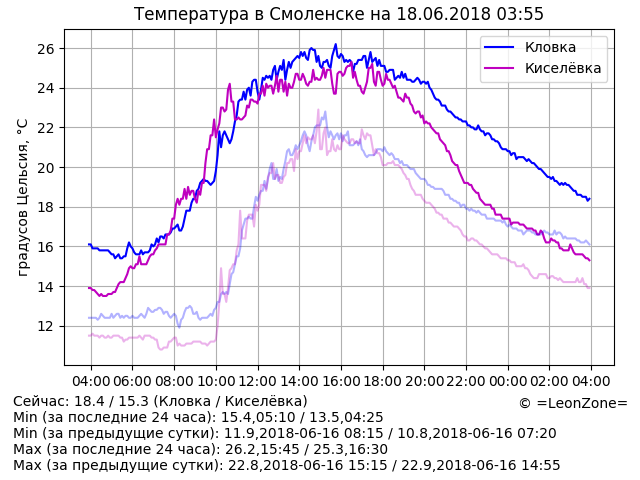 Температура в Смоленске на 18.06.2018 03:55
Кловка
Киселёвка
градусов Цельсия, °C
26
24
22
20
18
16
14
12
04:00 06:00 08:00 10:00 12:00 14:00 16:00 18:00 20:00 22:00 00:00 02:00 04:00
Сейчас: 18.4 / 15.3 (Кловка / Киселёвка)
© =LeonZone=
Min (за последние 24 часа): 15.4,05:10 / 13.5,04:25
Min (за предыдущие сутки): 11.9,2018-06-16 08:15 / 10.8,2018-06-16 07:20
Max (за последние 24 часа): 26.2,15:45 / 25.3,16:30
Max (за предыдущие сутки): 22.8,2018-06-16 15:15 / 22.9,2018-06-16 14:55